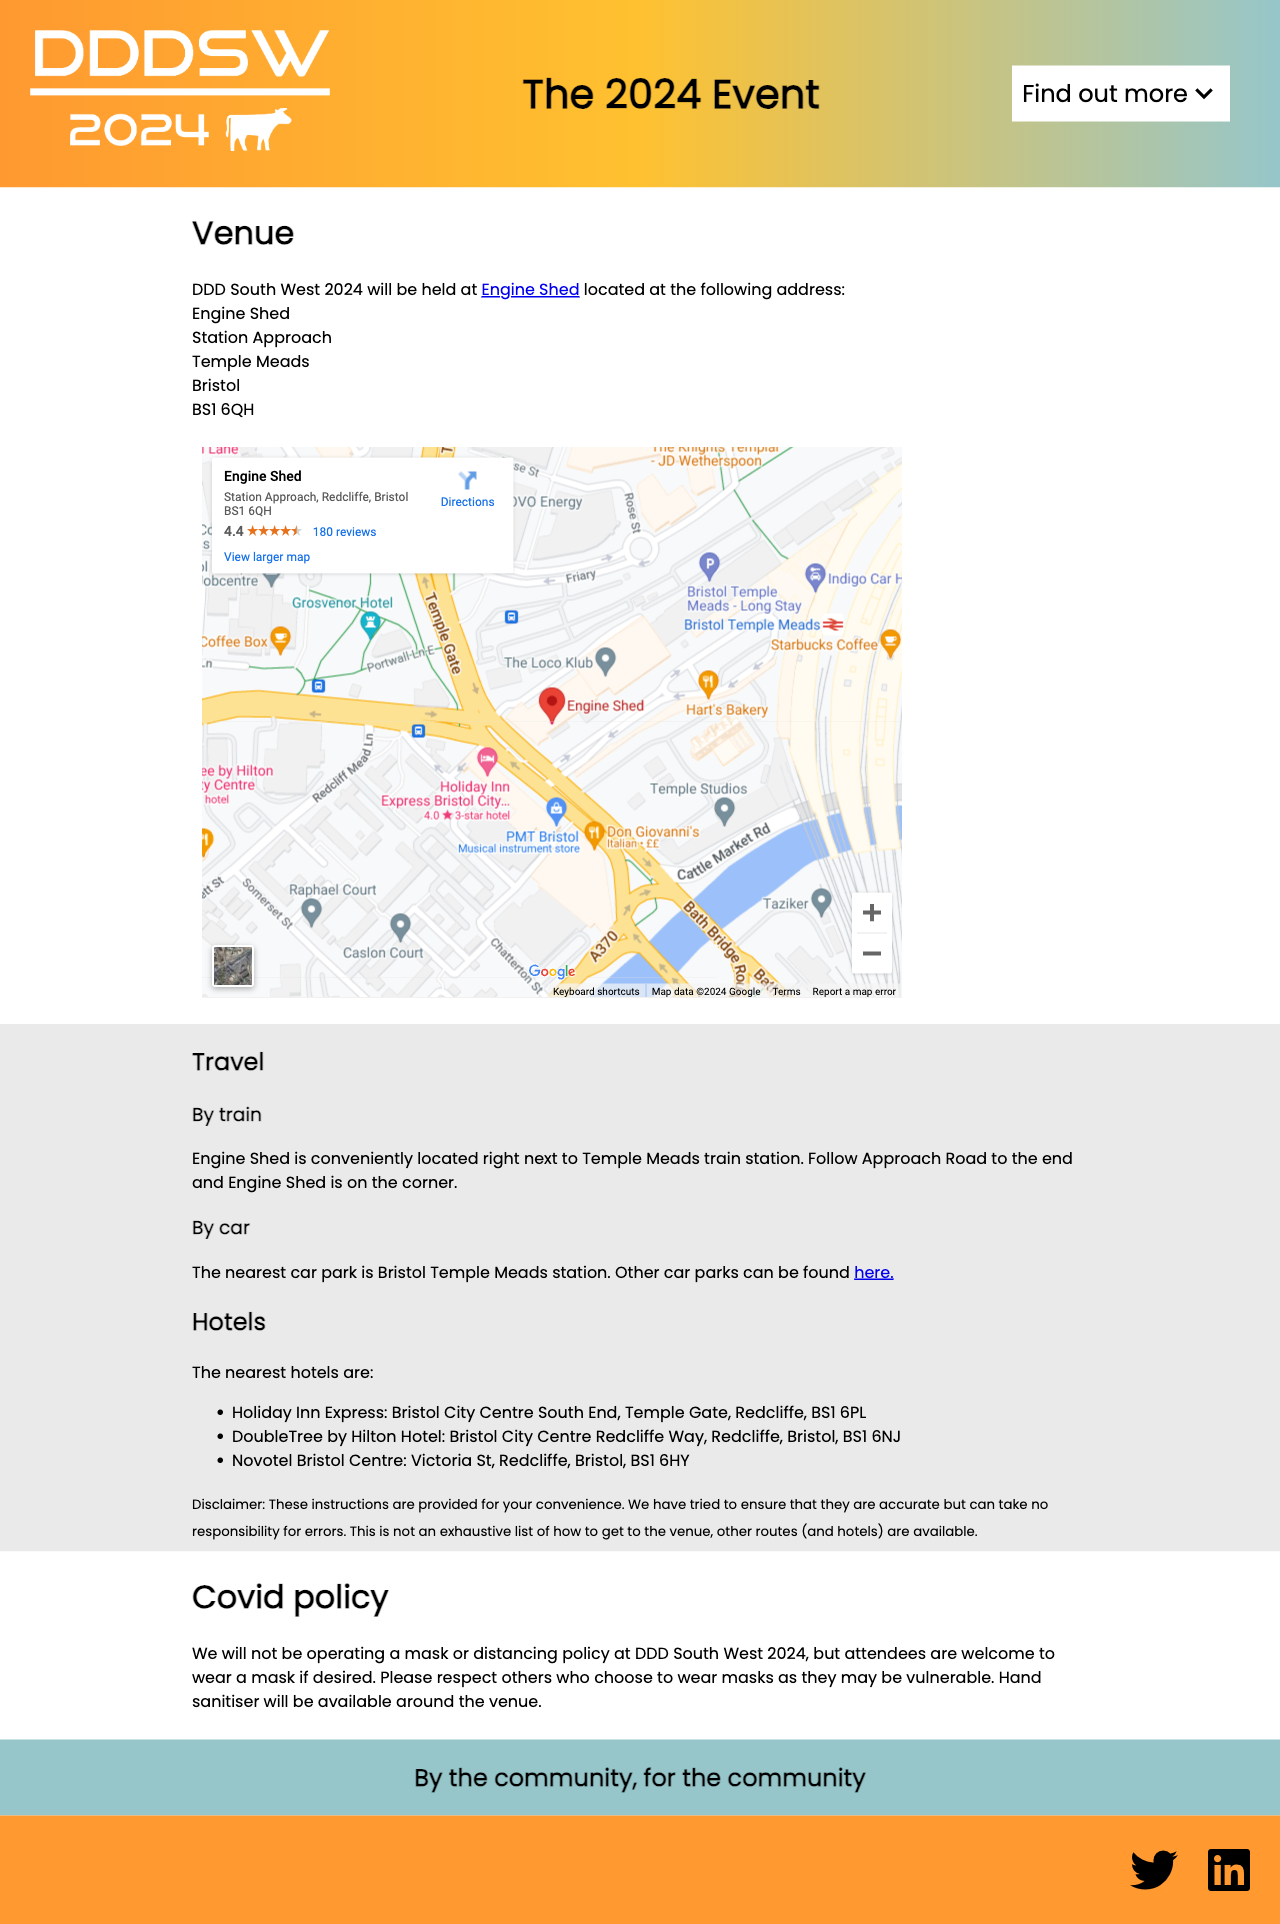 DDDSW
2024
The 2024 Event
Find out more
Venue
DDD South West 2024 will be held at Engine Shed located at the following address:
Engine Shed
Station Approach
Temple Meads
Bristol
BS1 6QH
Lane
The Knights Templar
- JD Wetherspoon
Engine Shed
Station Approach, Redcliffe, Bristol
BS1 6QH
Directions
4.4
180 reviews
View larger map
OVO Energy
Rose St
Friary
Bristol Temple
Meads - Long Stay
Indigo Car
Bristol Temple Meads
Starbucks Coffee
Grosvenor Hotel
Coffee Box
Portwall-Ln E
Temple Gate
The Loco Klub
Engine Shed
Hart's Bakery
Redcliff Mead Ln
by Hilton
Centre
hotel
Holiday Inn
Express Bristol City...
4.0 ★ 3-star hotel
Temple Studios
PMT Bristol
Musical instrument store
Don Giovanni's
Italian • ££
Cattle Market Rd
Raphael Court
Somerset St
Caslon Court
Chatterton St
Taziker
A370
Bath Bridge
Google
Keyboard shortcuts
Map data ©2024 Google
Terms
Report a map error
Travel
By train
Engine Shed is conveniently located right next to Temple Meads train station. Follow Approach Road to the end
and Engine Shed is on the corner.
By car
The nearest car park is Bristol Temple Meads station. Other car parks can be found here.
Hotels
The nearest hotels are:
• Holiday Inn Express: Bristol City Centre South End, Temple Gate, Redcliffe, BS1 6PL
• DoubleTree by Hilton Hotel: Bristol City Centre Redcliffe Way, Redcliffe, Bristol, BS1 6NJ
• Novotel Bristol Centre: Victoria St, Redcliffe, Bristol, BS1 6HY
Disclaimer: These instructions are provided for your convenience. We have tried to ensure that they are accurate but can take no
responsibility for errors. This is not an exhaustive list of how to get to the venue, other routes (and hotels) are available.
Covid policy
We will not be operating a mask or distancing policy at DDD South West 2024, but attendees are welcome to
wear a mask if desired. Please respect others who choose to wear masks as they may be vulnerable. Hand
sanitiser will be available around the venue.
By the community, for the community
in